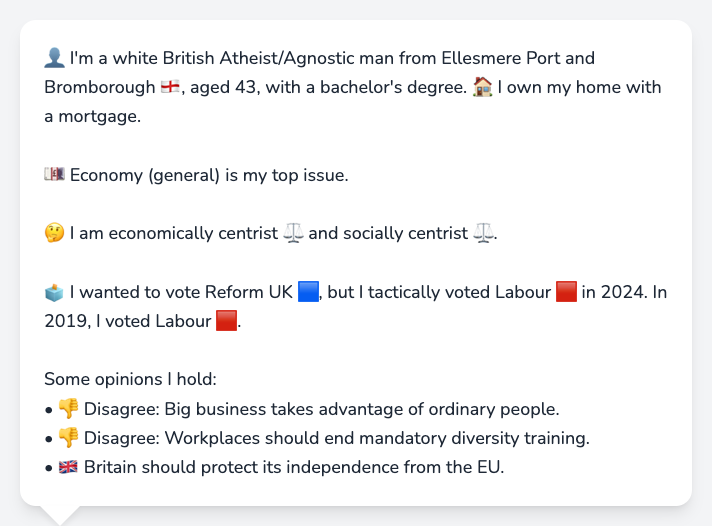 👤 I'm a white British Atheist/Agnostic man from Ellesmere Port and
Bromborough 🏴󠁧󠁢󠁥󠁮󠁧󠁿, aged 43, with a bachelor's degree. 🏠 I own my home with
a mortgage.
💷 Economy (general) is my top issue.
🤔 I am economically centrist ⚖️ and socially centrist ⚖️.
🗳️ I wanted to vote Reform UK 🟦, but I tactically voted Labour 🟥 in 2024. In
2019, I voted Labour 🟥.
Some opinions I hold:
• 👎 Disagree: Big business takes advantage of ordinary people.
• 👎 Disagree: Workplaces should end mandatory diversity training.
• 🇬🇧 Britain should protect its independence from the EU.